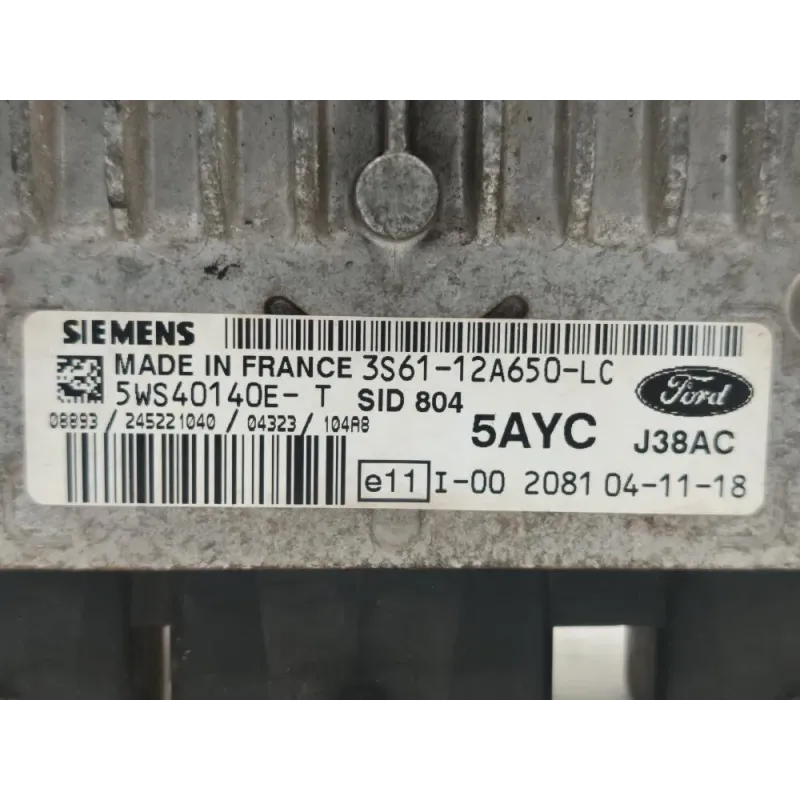 SIEMENS
MADE IN FRANCE 3S61-12A650-LC
5WS40140E- T SID 804
Ford
08893 / 245221040 / 04323 / 104A8
5AYC J38AC
e11 I-00 2081 04-11-18